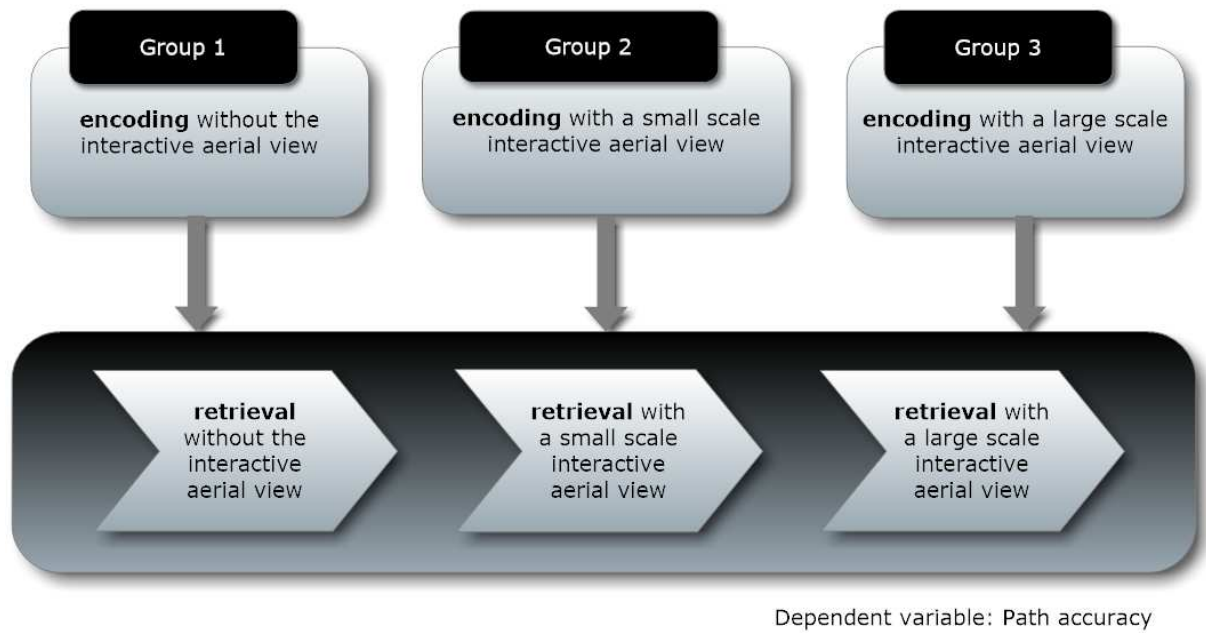 Group 1
encoding without the
interactive aerial view
Group 2
encoding with a small scale
interactive aerial view
Group 3
encoding with a large scale
interactive aerial view
retrieval
without the
interactive
aerial view
retrieval with
a small scale
interactive
aerial view
retrieval with
a large scale
interactive
aerial view
Dependent variable: Path accuracy